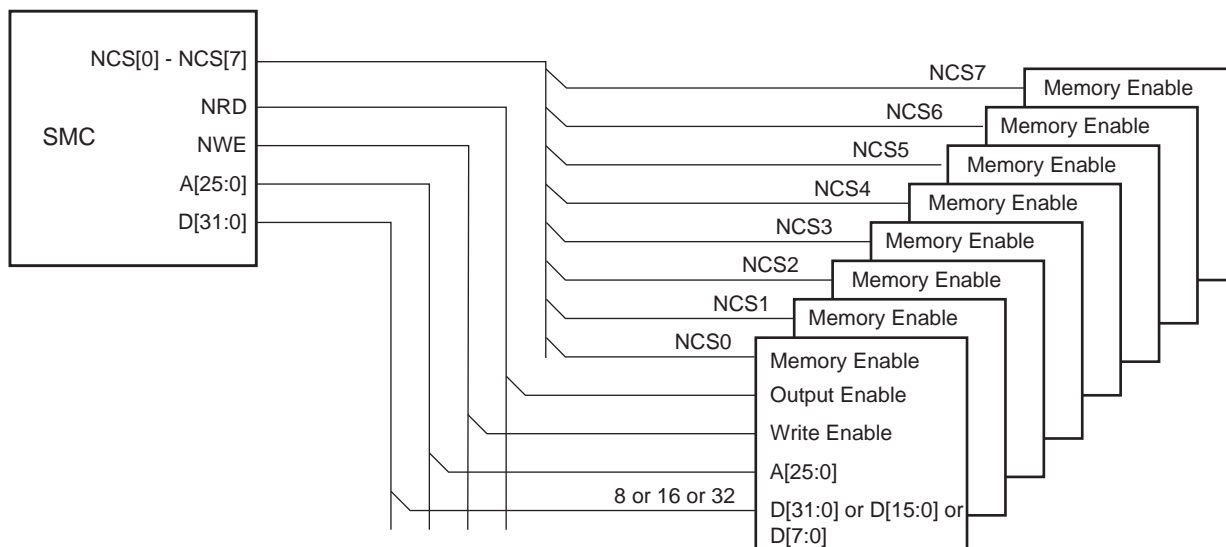 SMC
NCS[0] - NCS[7]
NRD
NWE
A[25:0]
D[31:0]
NCS7
Memory Enable
NCS6
Memory Enable
NCS5
Memory Enable
NCS4
Memory Enable
NCS3
Memory Enable
NCS2
Memory Enable
NCS1
Memory Enable
NCS0
Memory Enable
Output Enable
Write Enable
A[25:0]
8 or 16 or 32
D[31:0] or D[15:0] or
D[7:0]